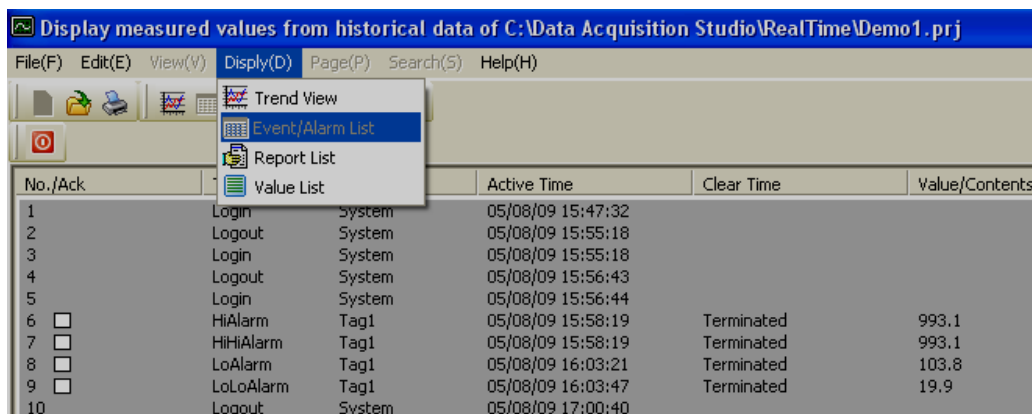 Display measured values from historical data of C:\Data Acquisition Studio\RealTime\Demo1.prj
File(F) Edit(E) View(V) Disply(D) Page(P) Search(S) Help(H)
Trend View
Event/Alarm List
Report List
Value List
No./Ack Active Time Clear Time Value/Contents
1 Login System 05/08/09 15:47:32
2 Logout System 05/08/09 15:55:18
3 Login System 05/08/09 15:55:18
4 Logout System 05/08/09 15:56:43
5 Login System 05/08/09 15:56:44
6 HiAlarm Tag1 05/08/09 15:58:19 Terminated 993.1
7 HiHiAlarm Tag1 05/08/09 15:58:19 Terminated 993.1
8 LoAlarm Tag1 05/08/09 16:03:21 Terminated 103.8
9 LoLoAlarm Tag1 05/08/09 16:03:47 Terminated 19.9
10 Logout System 05/08/09 17:00:40